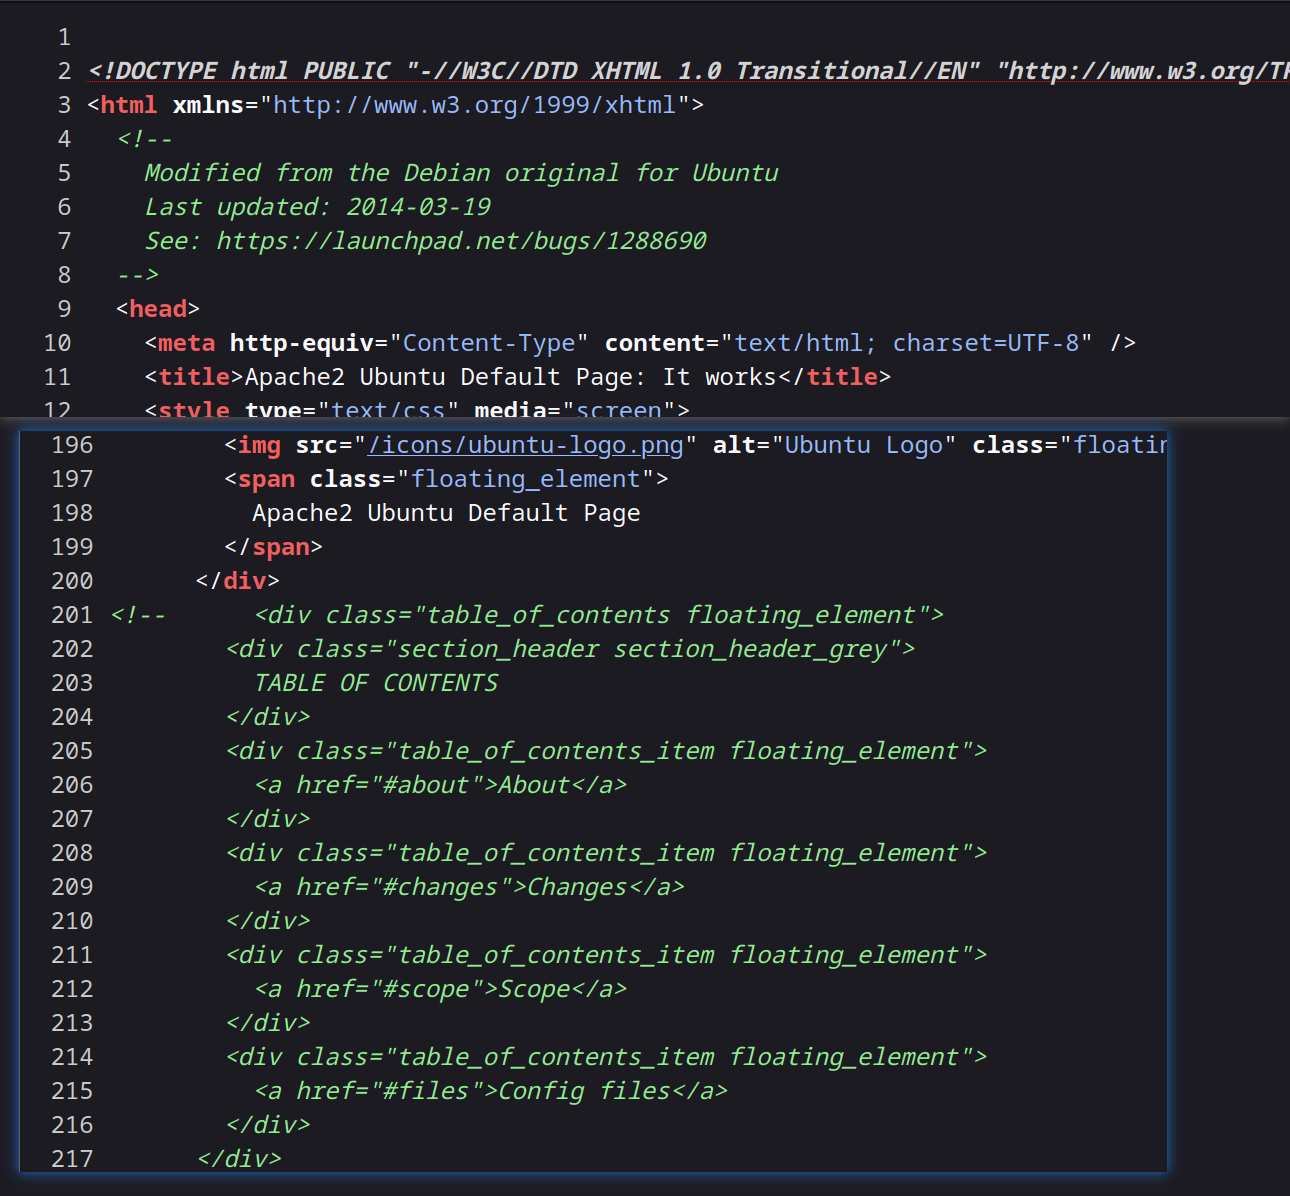 1
2 <!DOCTYPE html PUBLIC "-//W3C//DTD XHTML 1.0 Transitional//EN" "http://www.w3.org/TR
3 <html xmlns="http://www.w3.org/1999/xhtml">
4   <!--
5     Modified from the Debian original for Ubuntu
6     Last updated: 2014-03-19
7     See: https://launchpad.net/bugs/1288690
8   -->
9   <head>
10     <meta http-equiv="Content-Type" content="text/html; charset=UTF-8" />
11     <title>Apache2 Ubuntu Default Page: It works</title>
12     <style type="text/css" media="screen">
196         <img src="/icons/ubuntu-logo.png" alt="Ubuntu Logo" class="floatin
197         <span class="floating_element">
198           Apache2 Ubuntu Default Page
199         </span>
200       </div>
201 <!--      <div class="table_of_contents floating_element">
202         <div class="section_header section_header_grey">
203           TABLE OF CONTENTS
204         </div>
205         <div class="table_of_contents_item floating_element">
206           <a href="#about">About</a>
207         </div>
208         <div class="table_of_contents_item floating_element">
209           <a href="#changes">Changes</a>
210         </div>
211         <div class="table_of_contents_item floating_element">
212           <a href="#scope">Scope</a>
213         </div>
214         <div class="table_of_contents_item floating_element">
215           <a href="#files">Config files</a>
216         </div>
217       </div>